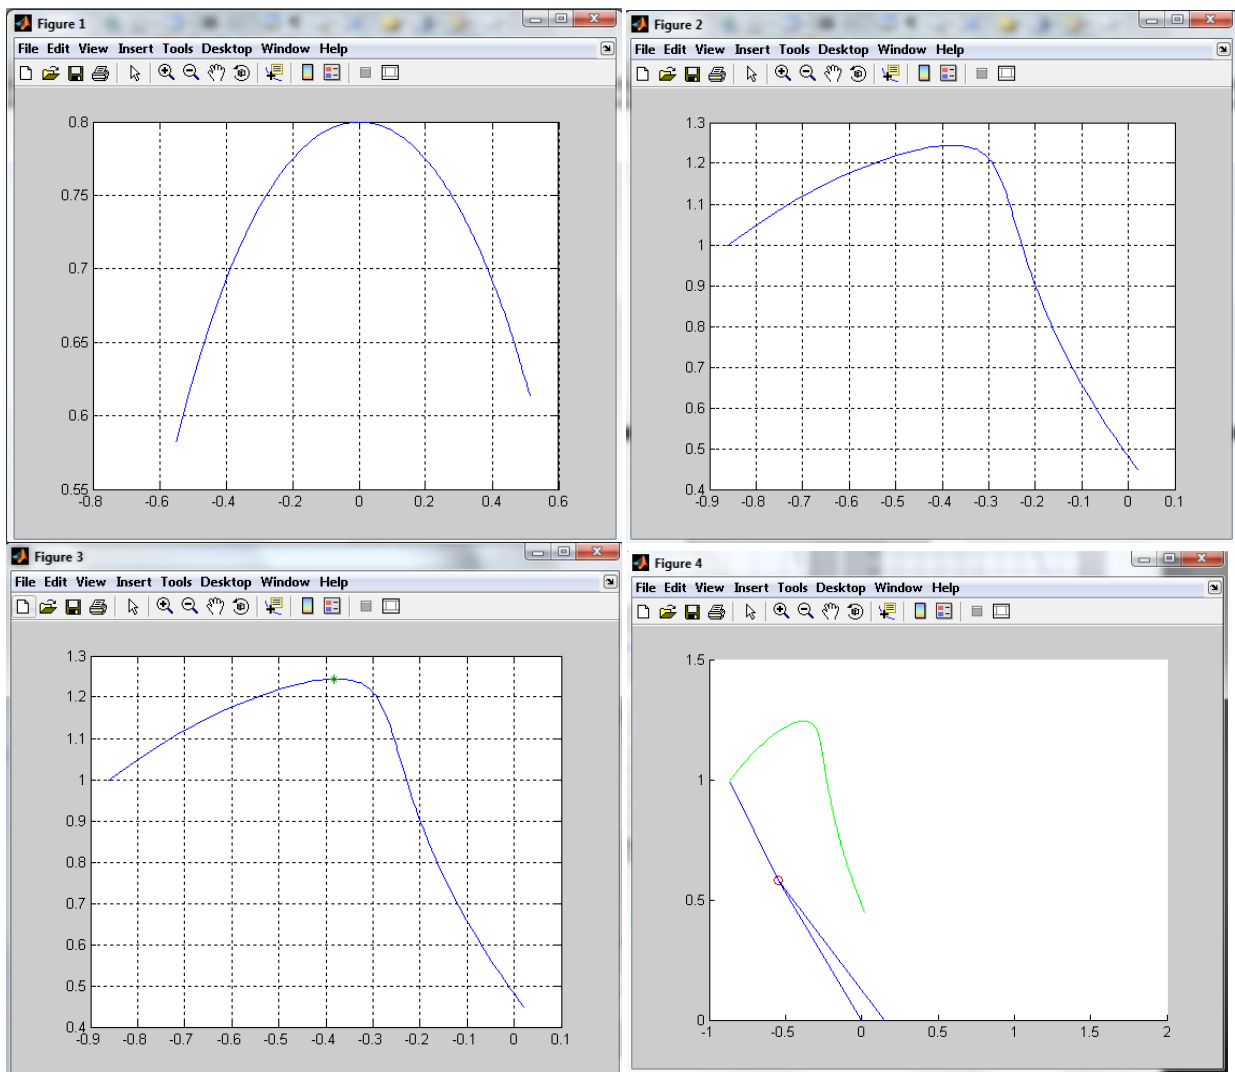 Figure 1
File Edit View Insert Tools Desktop Window Help
0.8
0.75
0.7
0.65
0.6
0.55
-0.8 -0.6 -0.4 -0.2 0 0.2 0.4 0.6
Figure 2
File Edit View Insert Tools Desktop Window Help
1.3
1.2
1.1
1
0.9
0.8
0.7
0.6
0.5
0.4
-0.9 -0.8 -0.7 -0.6 -0.5 -0.4 -0.3 -0.2 -0.1 0 0.1
Figure 3
File Edit View Insert Tools Desktop Window Help
1.3
1.2
1.1
1
0.9
0.8
0.7
0.6
0.5
0.4
-0.9 -0.8 -0.7 -0.6 -0.5 -0.4 -0.3 -0.2 -0.1 0 0.1
Figure 4
File Edit View Insert Tools Desktop Window Help
1.5
1
0.5
0
-1 -0.5 0 0.5 1 1.5 2